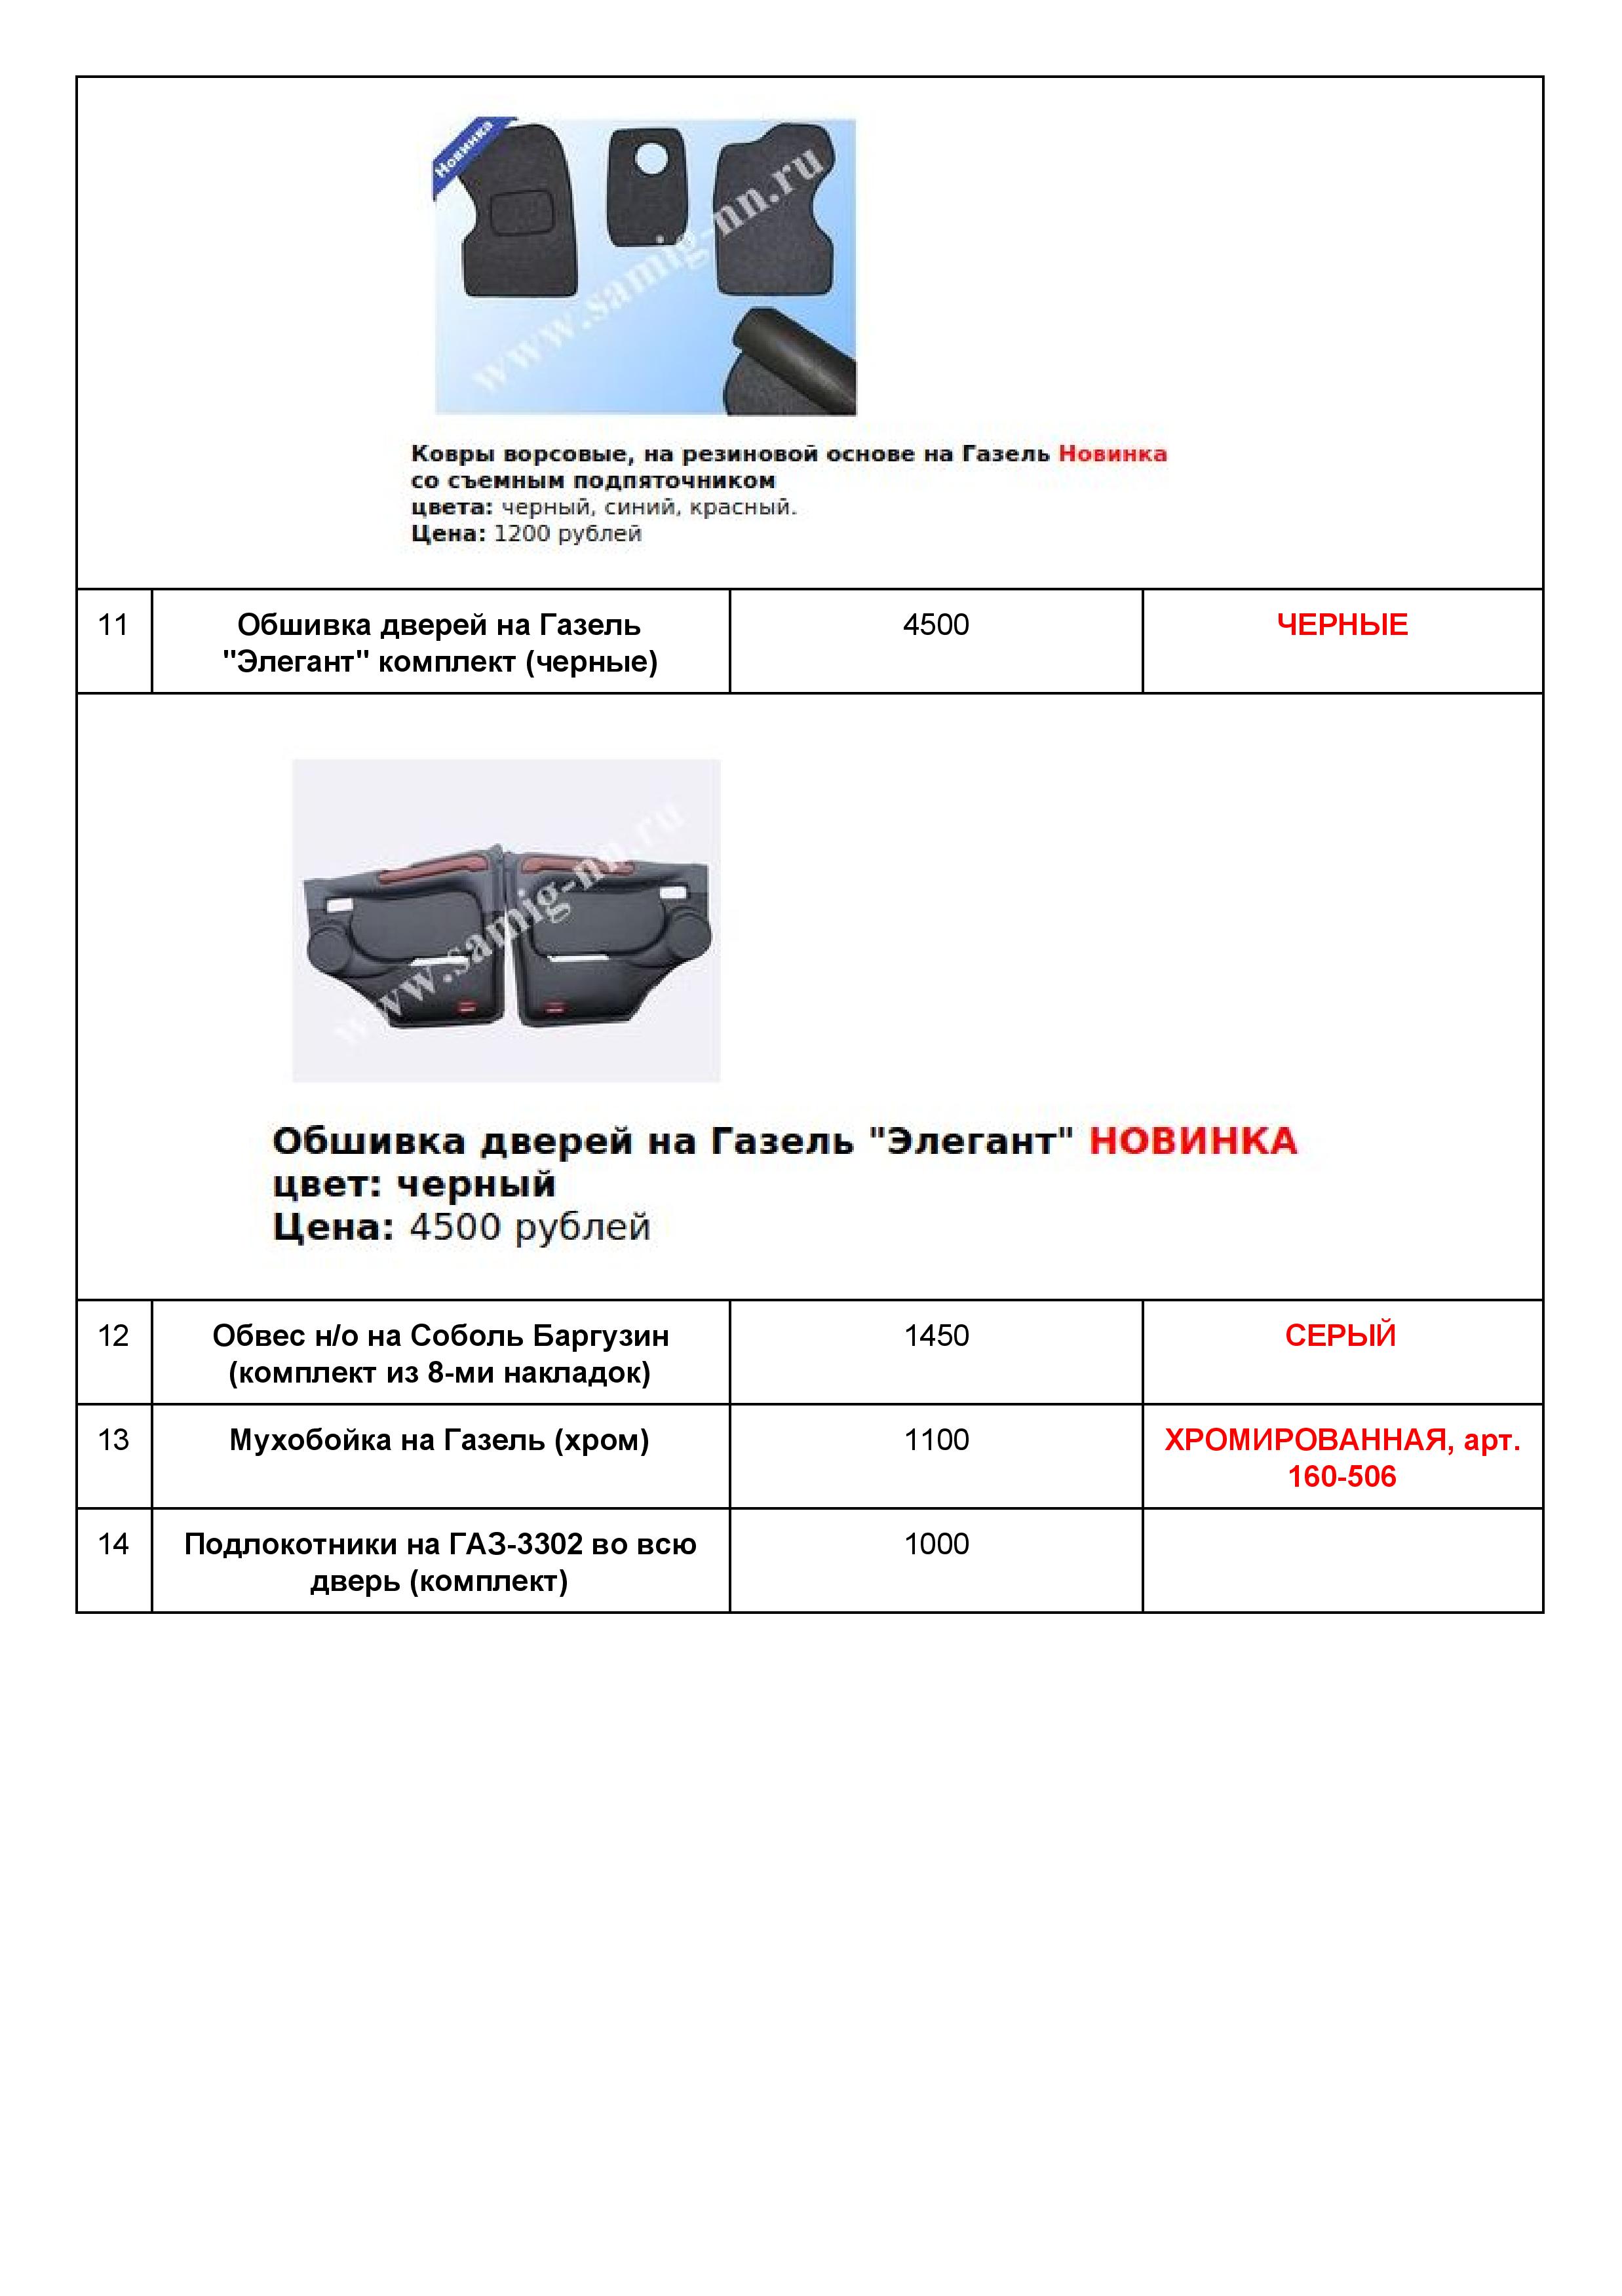 Новинка
www.samig-nn.ru
Ковры ворсовые, на резиновой основе на Газель Новинка
со съемным подпяточником
цвета: черный, синий, красный.
Цена: 1200 рублей
11 Обшивка дверей на Газель 4500 ЧЕРНЫЕ
"Элегант" комплект (черные)
www.samig-nn.ru
Обшивка дверей на Газель "Элегант" НОВИНКА
цвет: черный
Цена: 4500 рублей
12 Обвес н/о на Соболь Баргузин 1450 СЕРЫЙ
(комплект из 8-ми накладок)
13 Мухобойка на Газель (хром) 1100 ХРОМИРОВАННАЯ, арт.
160-506
14 Подлокотники на ГАЗ-3302 во всю 1000
дверь (комплект)